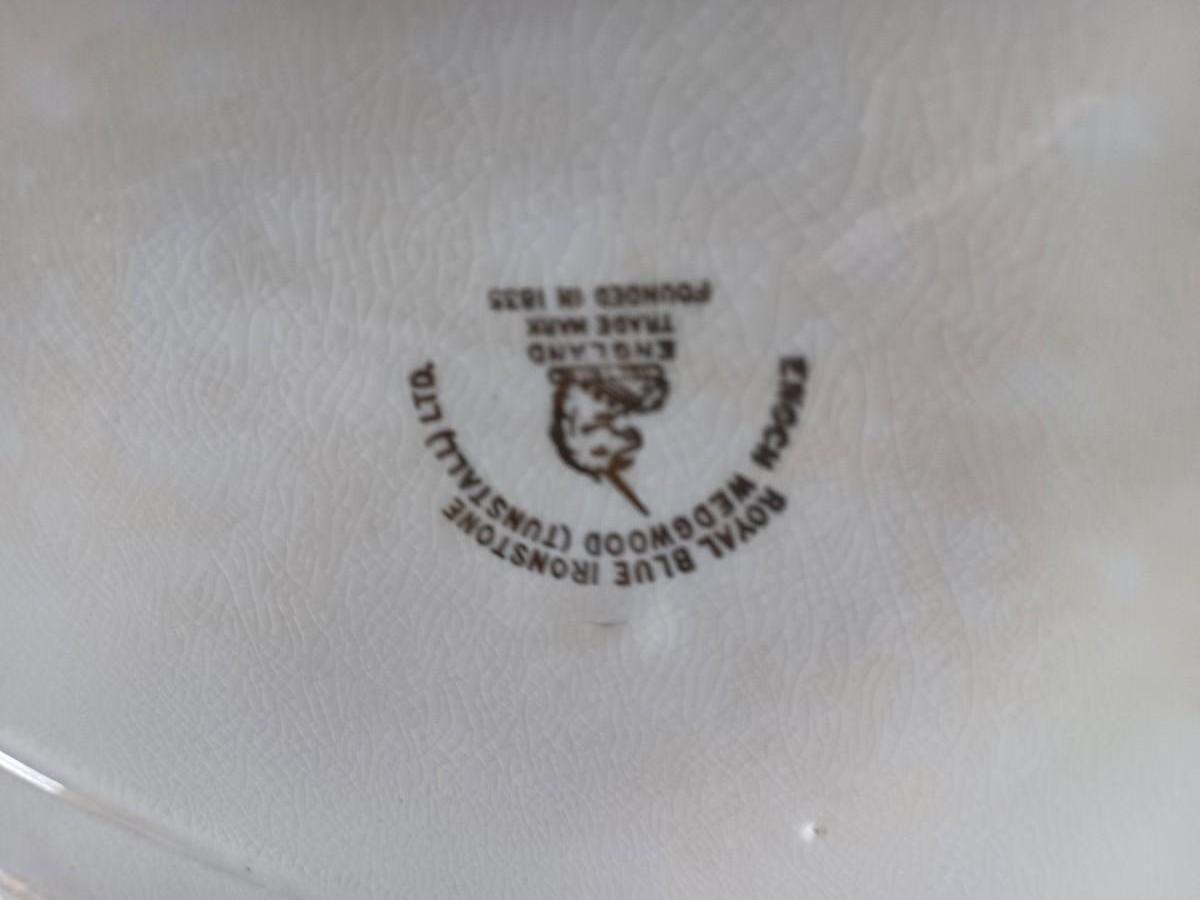 ROYAL BLUE IRONSTONE
ENOCH WEDGWOOD (TUNSTALL) LTD.
ENGLAND
TRADE MARK
FOUNDED IN 1835